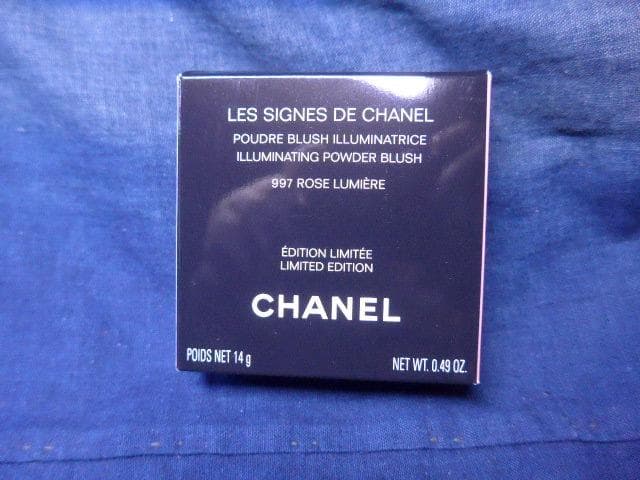 LES SIGNES DE CHANEL
POUDRE BLUSH ILLUMINATRICE
ILLUMINATING POWDER BLUSH
997 ROSE LUMIÈRE
ÉDITION LIMITÉE
LIMITED EDITION
CHANEL
POIDS NET 14 g
NET WT. 0.49 OZ.